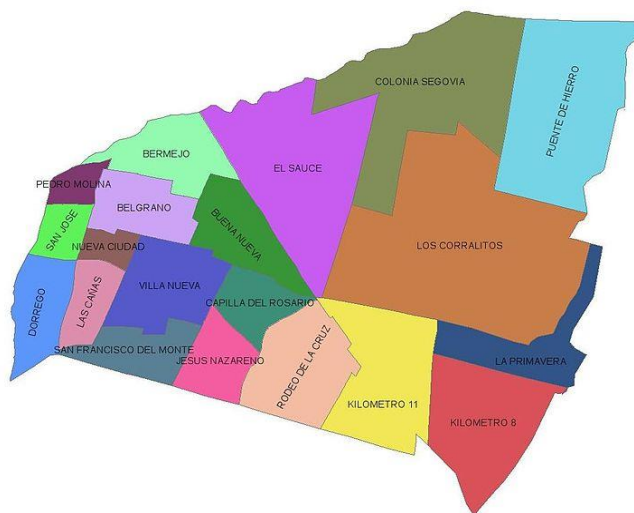 COLONIA SEGOVIA
PUENTE DE HIERRO
BERMEJO
EL SAUCE
PEDRO MOLINA
BELGRANO
SAN JOSE
BUENA NUEVA
NUEVA CIUDAD
LOS CORRALITOS
VILLA NUEVA
LAS CAÑAS
DORREGO
CAPILLA DEL ROSARIO
SAN FRANCISCO DEL MONTE
JESUS NAZARENO
RODEO DE LA CRUZ
LA PRIMAVERA
KILOMETRO 11
KILOMETRO 8